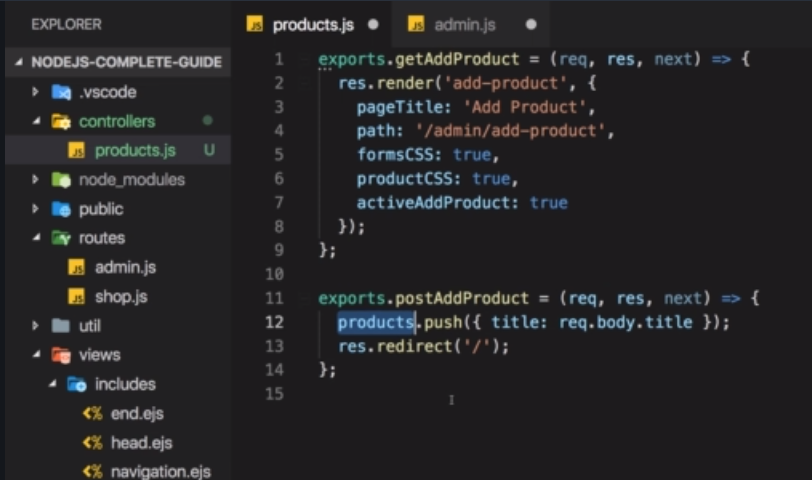 EXPLORER
NODEJS-COMPLETE-GUIDE
.vscode
controllers
JS products.js U
node_modules
public
routes
JS admin.js
JS shop.js
util
views
includes
<% end.ejs
<% head.ejs
<% navigation.ejs
JS products.js
JS admin.js
1 exports.getAddProduct = (req, res, next) => {
2 res.render('add-product', {
3 pageTitle: 'Add Product',
4 path: '/admin/add-product',
5 formsCSS: true,
6 productCSS: true,
7 activeAddProduct: true
8 });
9 };
10
11 exports.postAddProduct = (req, res, next) => {
12 products.push({ title: req.body.title });
13 res.redirect('/');
14 };
15